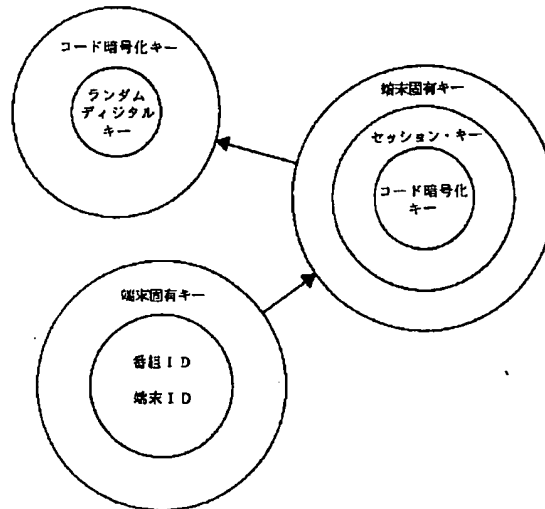 コード暗号化キー
ランダム
ディジタル
キー
端末固有キー
セッション・キー
コード暗号化
キー
端末固有キー
番組ID
端末ID